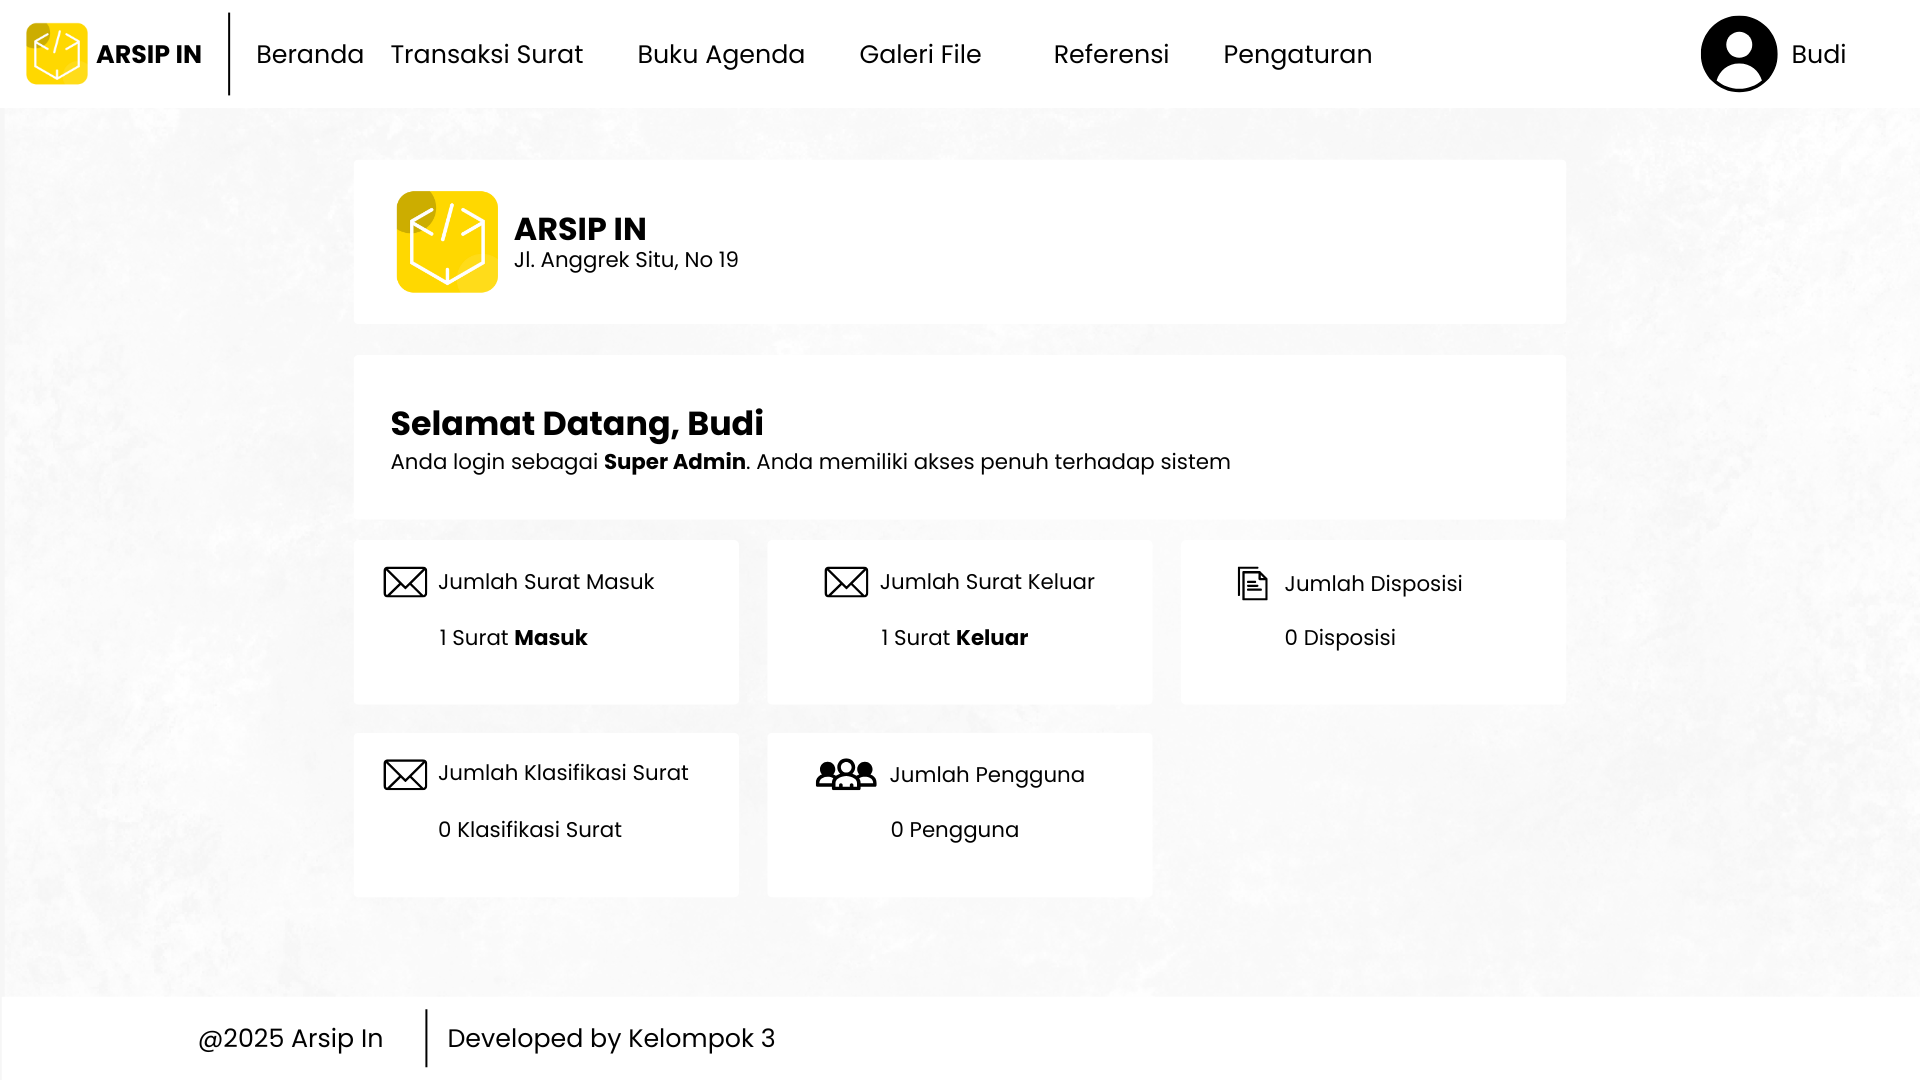 ARSIP IN
Beranda Transaksi Surat Buku Agenda Galeri File Referensi Pengaturan
Budi
ARSIP IN
Jl. Anggrek Situ, No 19
Selamat Datang, Budi
Anda login sebagai Super Admin. Anda memiliki akses penuh terhadap sistem
Jumlah Surat Masuk
1 Surat Masuk
Jumlah Surat Keluar
1 Surat Keluar
Jumlah Disposisi
0 Disposisi
Jumlah Klasifikasi Surat
0 Klasifikasi Surat
Jumlah Pengguna
0 Pengguna
@2025 Arsip In
Developed by Kelompok 3